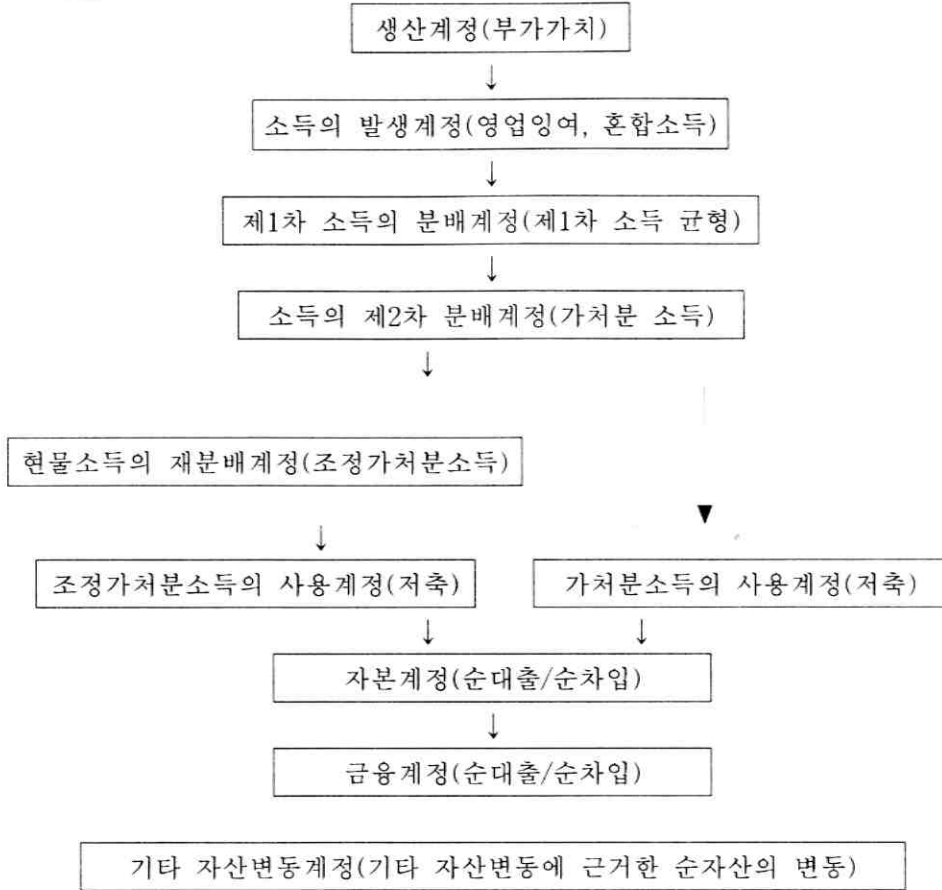 생산계정(부가가치)
↓
소득의 발생계정(영업잉여, 혼합소득)
↓
제1차 소득의 분배계정(제1차 소득 균형)
↓
소득의 제2차 분배계정(가처분 소득)
↓
현물소득의 재분배계정(조정가처분소득)
▼
↓
조정가처분소득의 사용계정(저축) 가처분소득의 사용계정(저축)
↓ ↓
자본계정(순대출/순차입)
↓
금융계정(순대출/순차입)
기타 자산변동계정(기타 자산변동에 근거한 순자산의 변동)